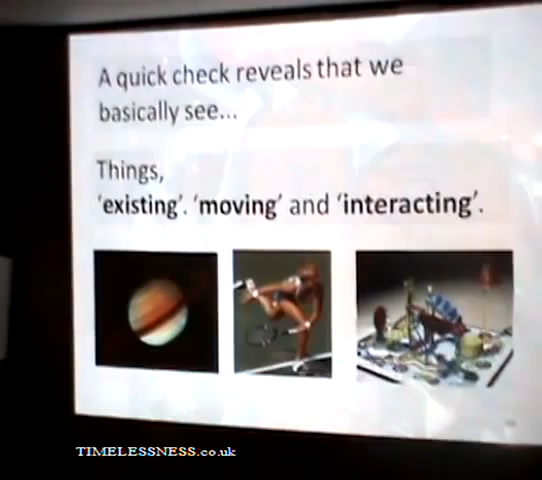 A quick check reveals that we
basically see...
Things,
'existing'. 'moving' and 'interacting'.
TIMELESSNESS.co.uk